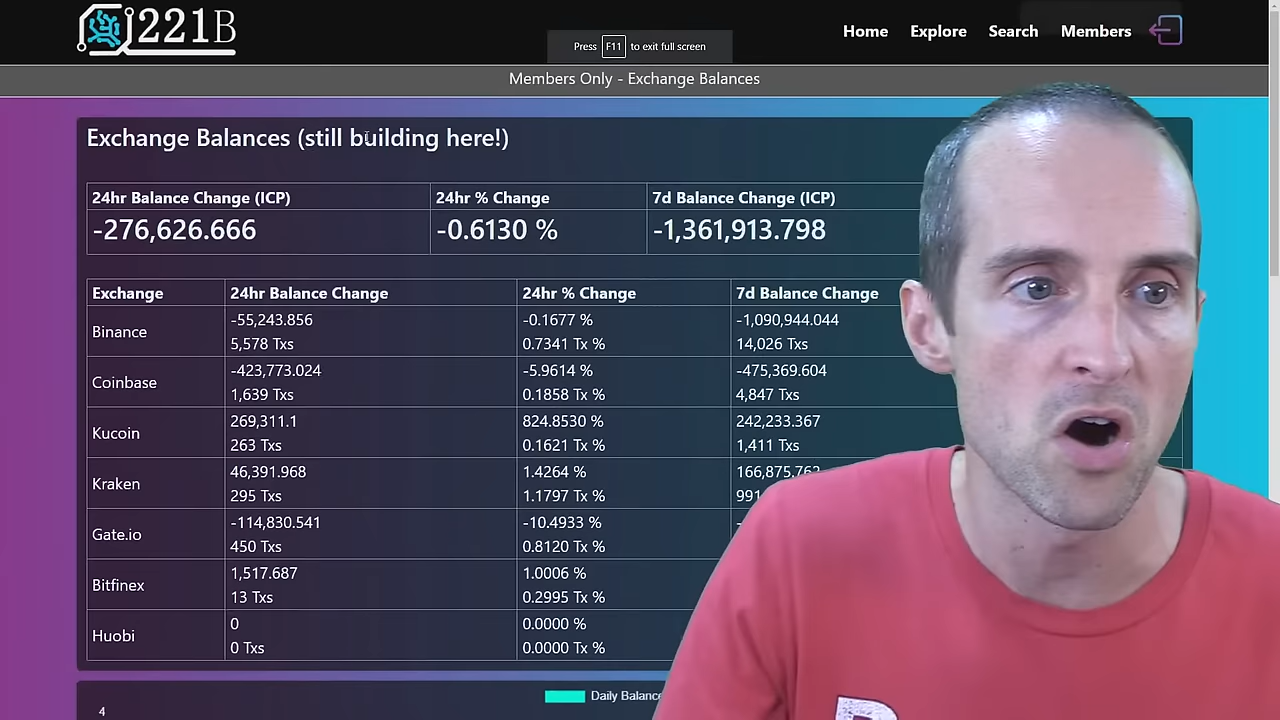 221B
Home Explore Search Members
Press F11 to exit full screen
Members Only - Exchange Balances
Exchange Balances (still building here!)
24hr Balance Change (ICP) 24hr % Change 7d Balance Change (ICP)
-276,626.666 -0.6130 % -1,361,913.798
Exchange 24hr Balance Change 24hr % Change 7d Balance Change
Binance -55,243.856 -0.1677 % -1,090,944.044
5,578 Txs 0.7341 Tx % 14,026 Txs
Coinbase -423,773.024 -5.9614 % -475,369.604
1,639 Txs 0.1858 Tx % 4,847 Txs
Kucoin 269,311.1 824.8530 % 242,233.367
263 Txs 0.1621 Tx % 1,411 Txs
Kraken 46,391.968 1.4264 % 166,875.762
295 Txs 1.1797 Tx % 991
Gate.io -114,830.541 -10.4933 % -
450 Txs 0.8120 Tx %
Bitfinex 1,517.687 1.0006 %
13 Txs 0.2995 Tx %
Huobi 0 0.0000 %
0 Txs 0.0000 Tx %
Daily Balance
4